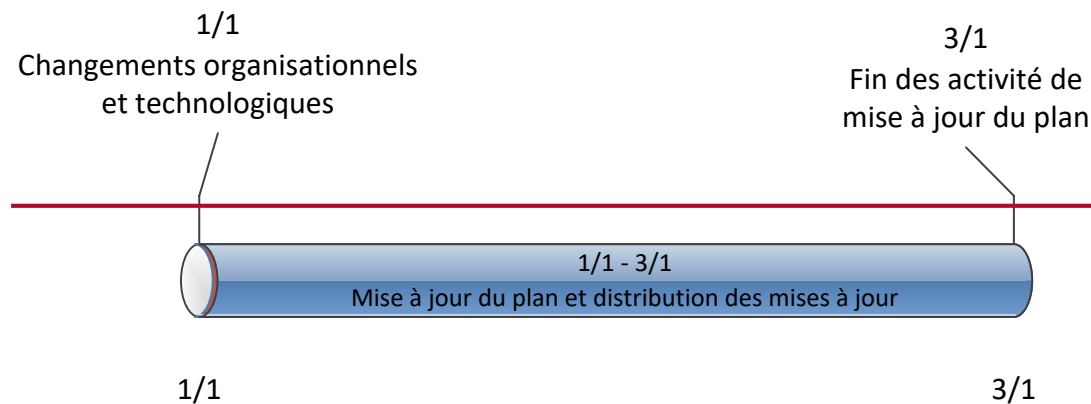 1/1
Changements organisationnels
et technologiques
3/1
Fin des activité de
mise à jour du plan
1/1 - 3/1
Mise à jour du plan et distribution des mises à jour
1/1
3/1